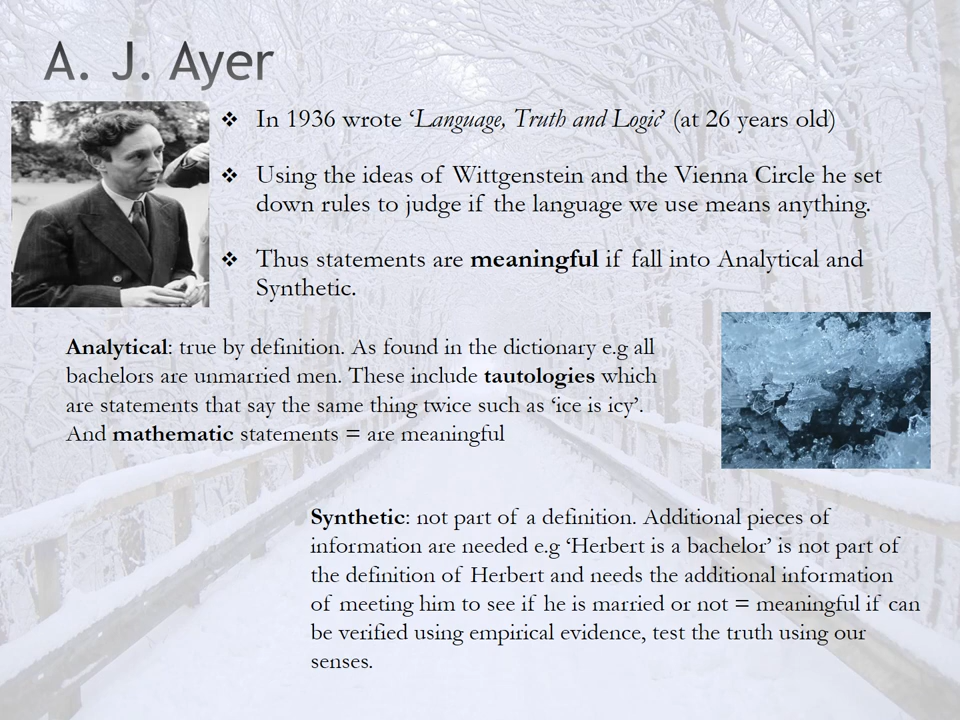 A. J. Ayer
❖ In 1936 wrote ‘Language, Truth and Logic’ (at 26 years old)
❖ Using the ideas of Wittgenstein and the Vienna Circle he set
down rules to judge if the language we use means anything.
❖ Thus statements are meaningful if fall into Analytical and
Synthetic.
Analytical: true by definition. As found in the dictionary e.g all
bachelors are unmarried men. These include tautologies which
are statements that say the same thing twice such as ‘ice is icy’.
And mathematic statements = are meaningful
Synthetic: not part of a definition. Additional pieces of
information are needed e.g ‘Herbert is a bachelor’ is not part of
the definition of Herbert and needs the additional information
of meeting him to see if he is married or not = meaningful if can
be verified using empirical evidence, test the truth using our
senses.